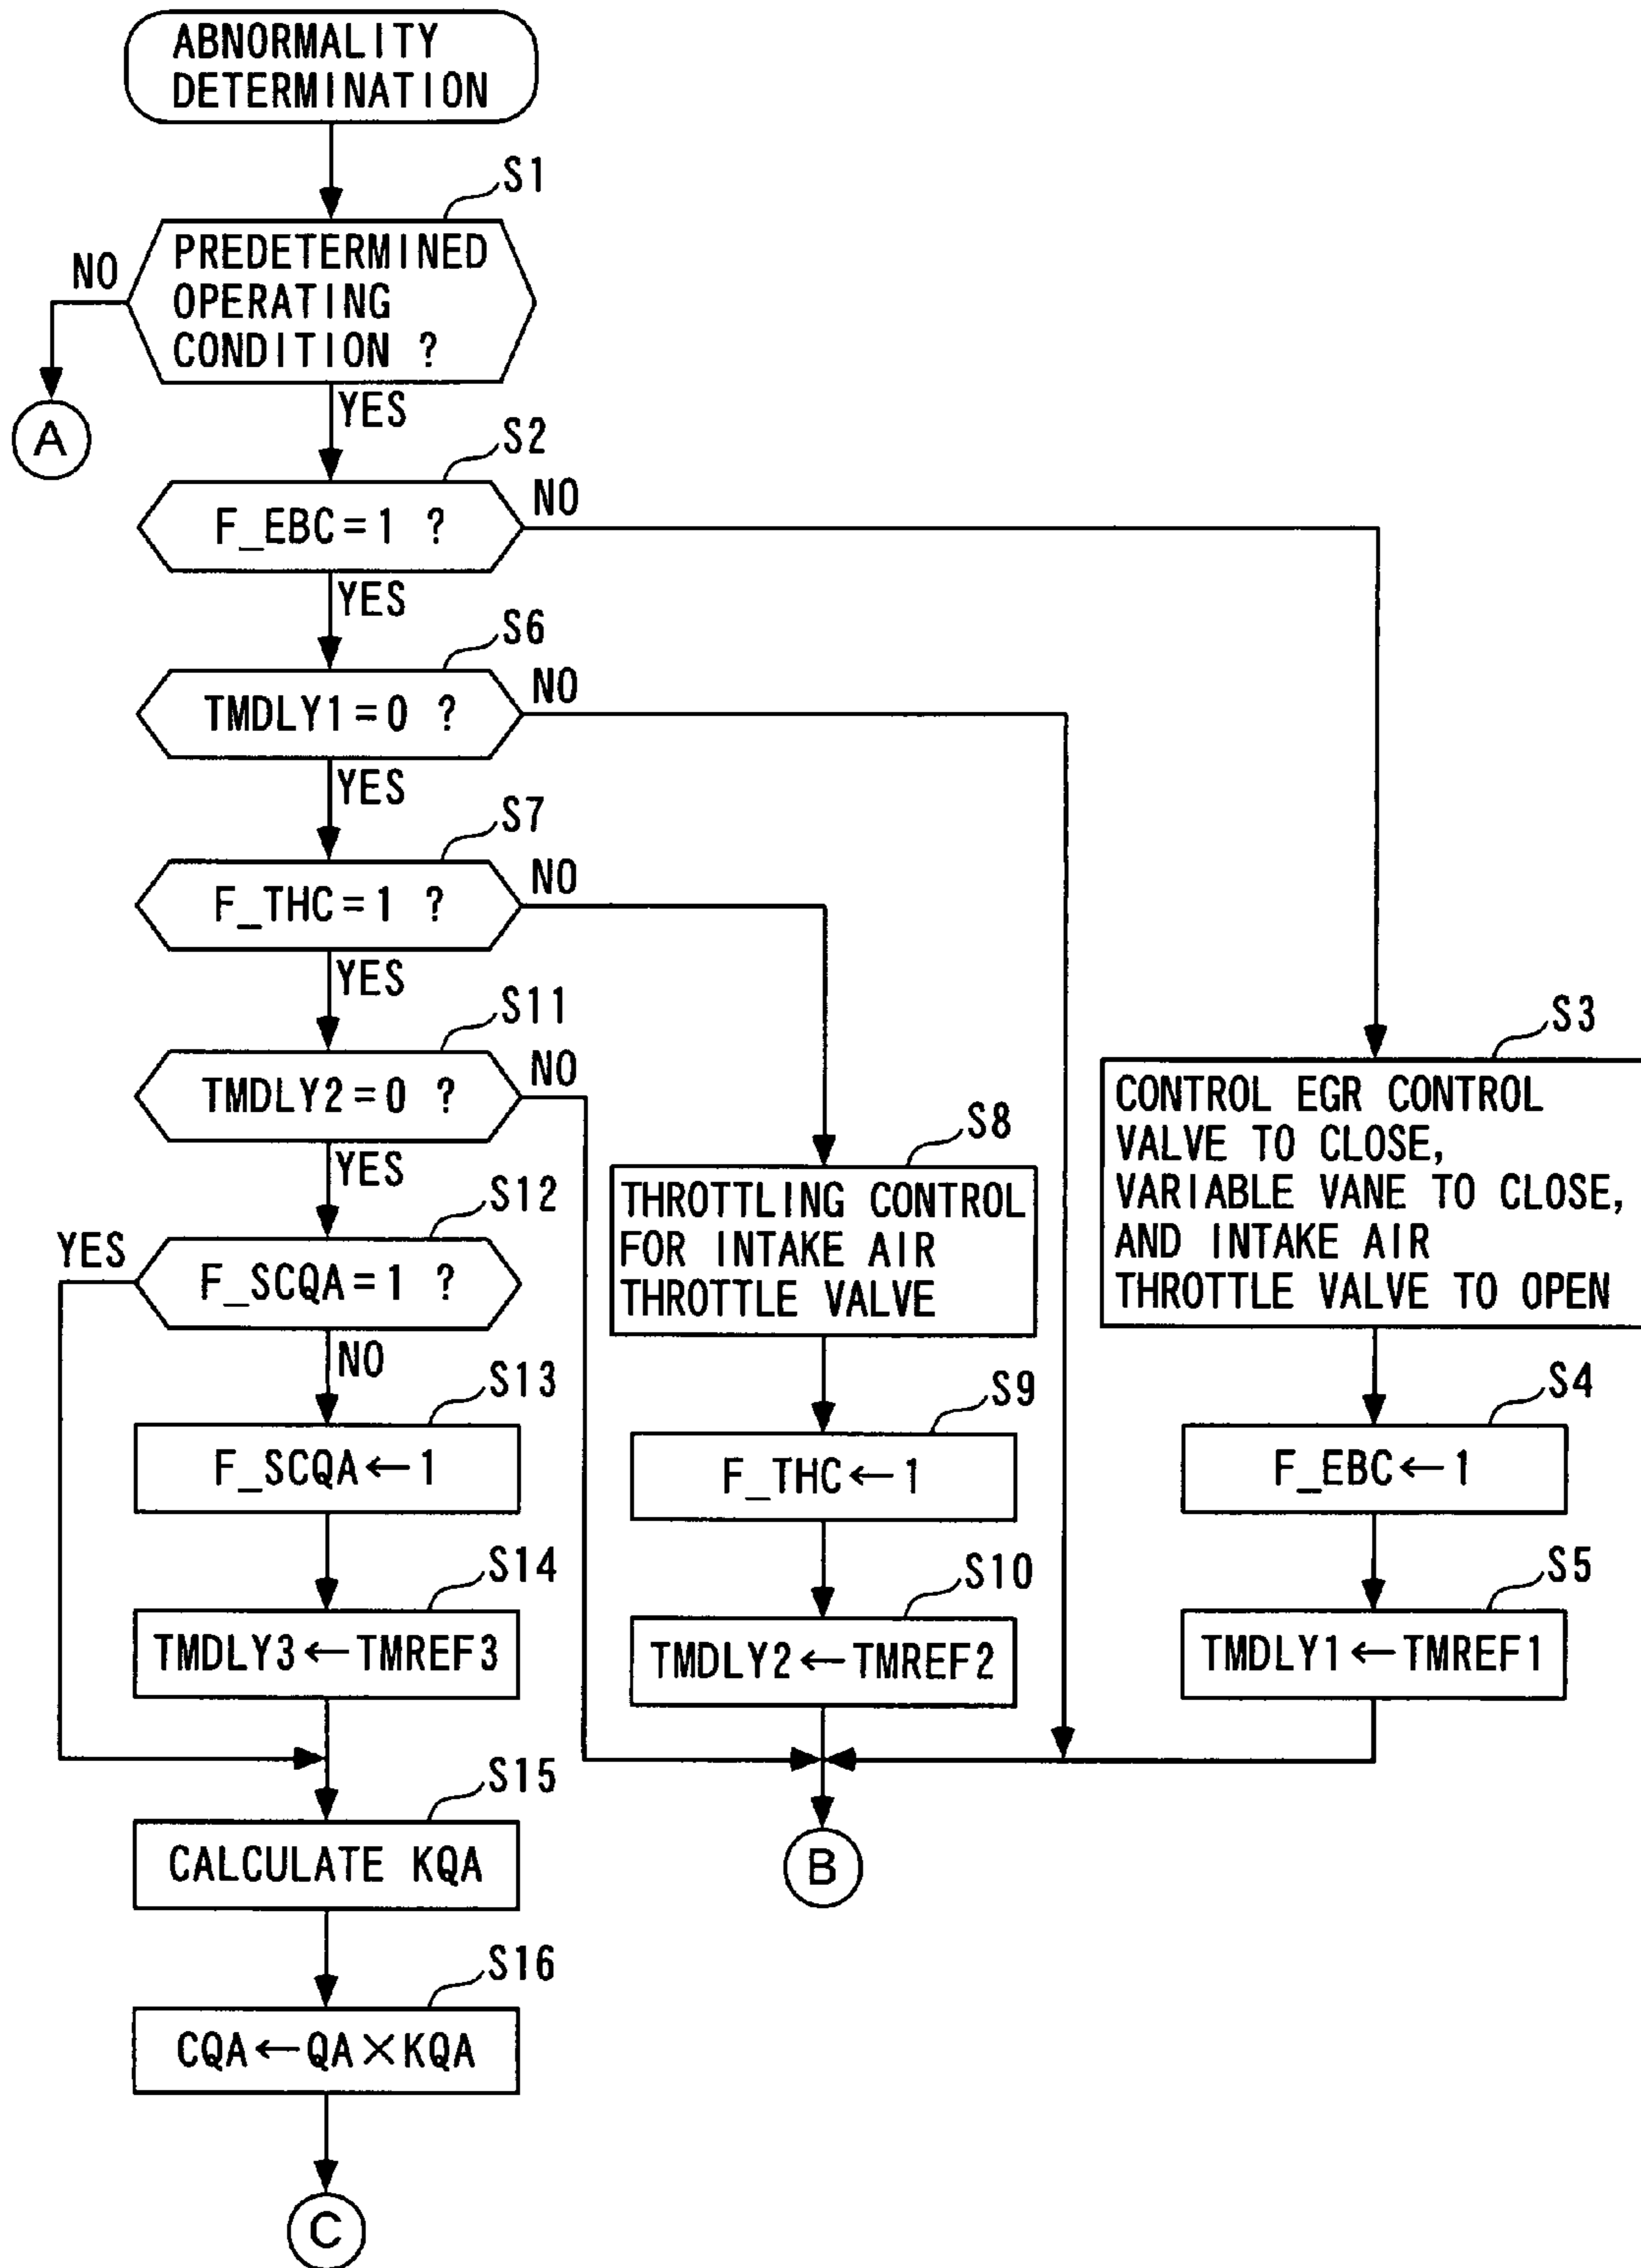 ABNORMALITY
DETERMINATION
S1
PREDETERMINED
OPERATING
CONDITION ?
NO
A
YES
S2
F_EBC=1 ?
NO
YES
S6
TMDLY1=0 ?
NO
YES
S7
F_THC=1 ?
NO
YES
S11
TMDLY2=0 ?
NO
YES
S12
F_SCQA=1 ?
YES
NO
S13
F_SCQA←1
S14
TMDLY3←TMREF3
S15
CALCULATE KQA
S16
CQA←QA×KQA
C
S8
THROTTLING CONTROL
FOR INTAKE AIR
THROTTLE VALVE
S9
F_THC←1
S10
TMDLY2←TMREF2
B
S3
CONTROL EGR CONTROL
VALVE TO CLOSE,
VARIABLE VANE TO CLOSE,
AND INTAKE AIR
THROTTLE VALVE TO OPEN
S4
F_EBC←1
S5
TMDLY1←TMREF1